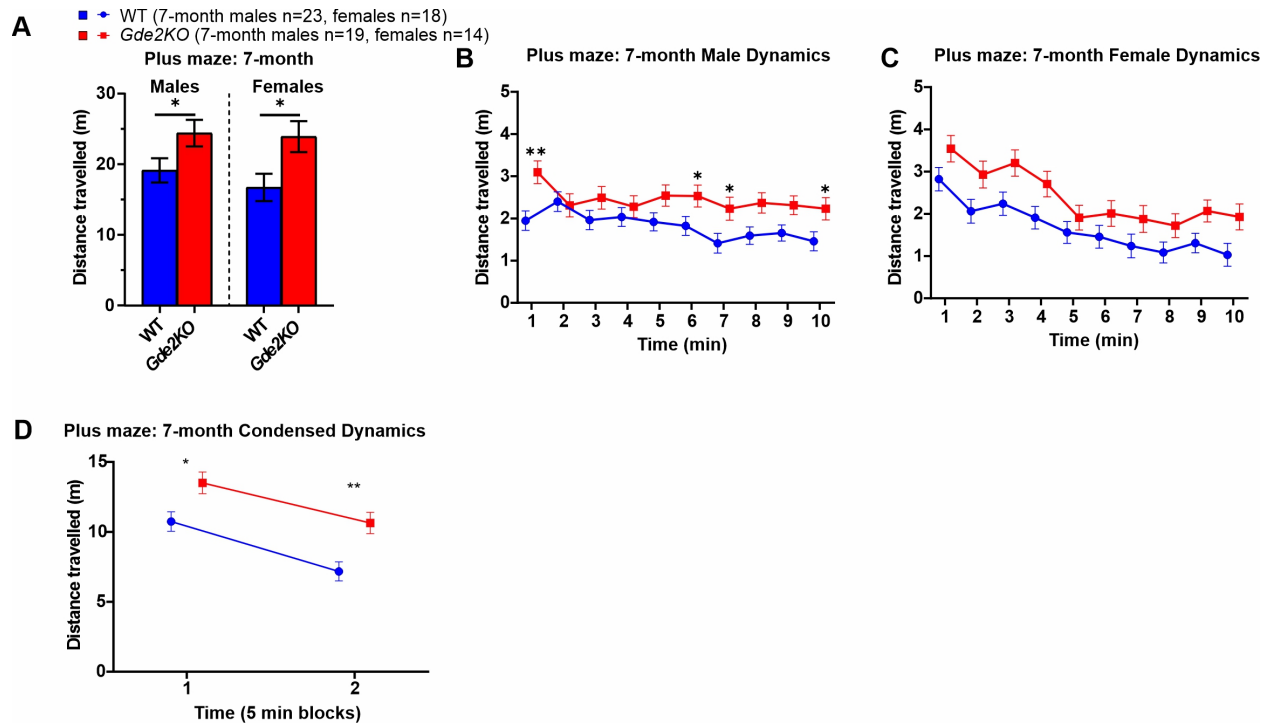 A
WT (7-month males n=23, females n=18)
Gde2KO (7-month males n=19, females n=14)
Plus maze: 7-month
Males
Females
*
*
Distance travelled (m)
30
20
10
0
WT
Gde2KO
WT
Gde2KO
B
Plus maze: 7-month Male Dynamics
Distance travelled (m)
5
4
3
2
1
0
**
*
*
*
1 2 3 4 5 6 7 8 9 10
Time (min)
C
Plus maze: 7-month Female Dynamics
Distance travelled (m)
5
4
3
2
1
0
1 2 3 4 5 6 7 8 9 10
Time (min)
D
Plus maze: 7-month Condensed Dynamics
Distance travelled (m)
15
10
5
0
*
**
1 2
Time (5 min blocks)